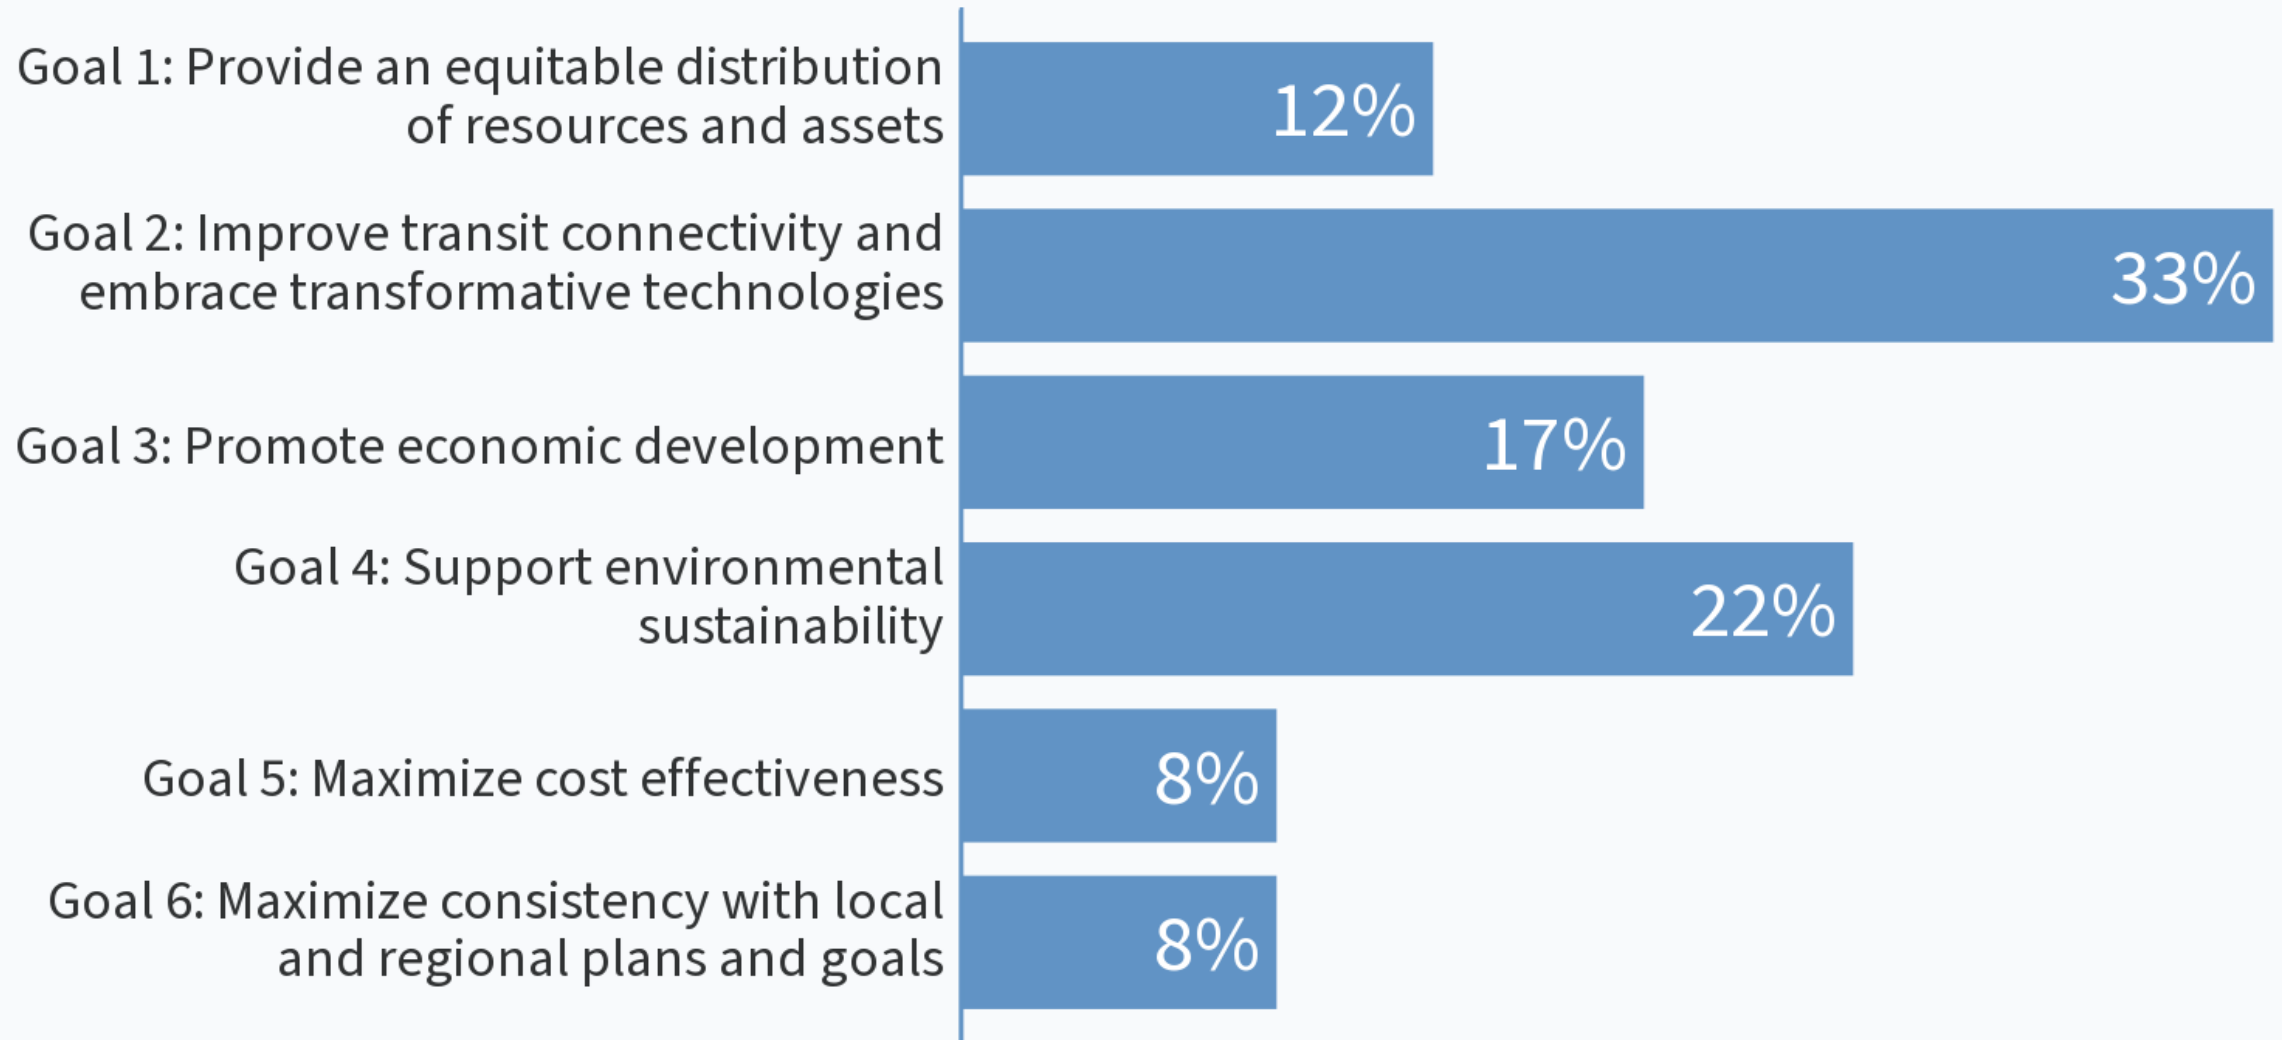 Goal 1: Provide an equitable distribution
of resources and assets
12%
Goal 2: Improve transit connectivity and
embrace transformative technologies
33%
Goal 3: Promote economic development
17%
Goal 4: Support environmental
sustainability
22%
Goal 5: Maximize cost effectiveness
8%
Goal 6: Maximize consistency with local
and regional plans and goals
8%